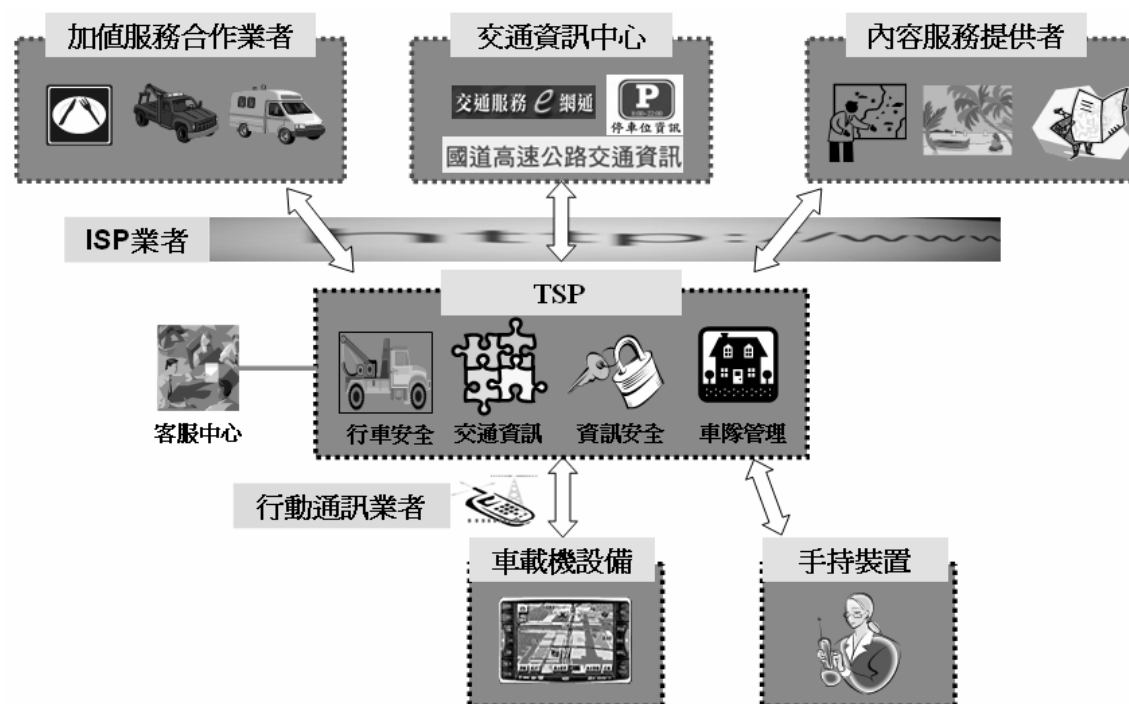 加值服務合作業者
交通資訊中心
內容服務提供者
交通服務 e 網通
P
停車位資訊
國道高速公路交通資訊
ISP業者
http://www
TSP
客服中心
行車安全
交通資訊
資訊安全
車隊管理
行動通訊業者
車載機設備
手持裝置